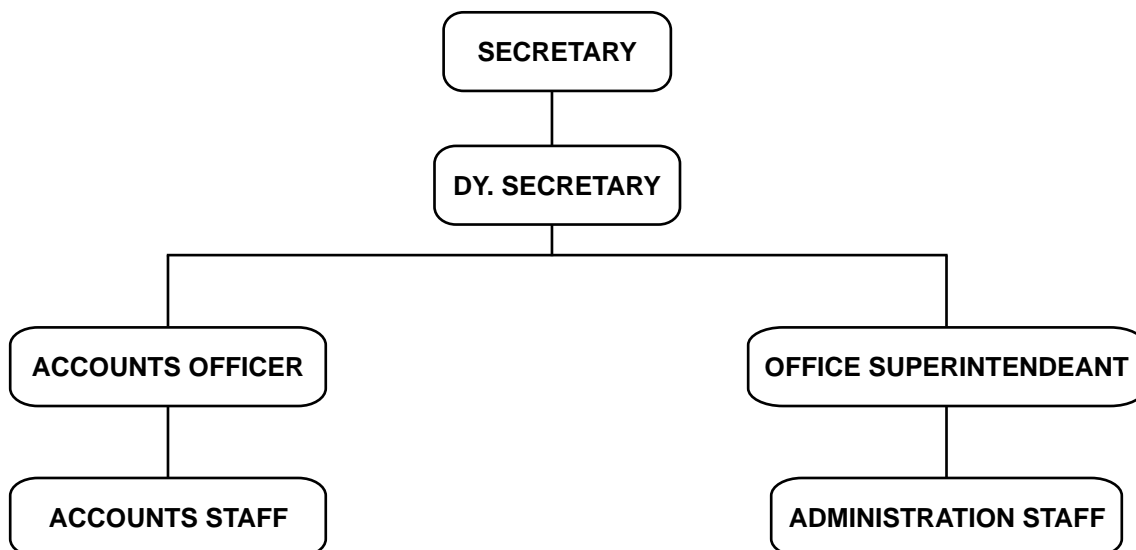 SECRETARY
DY. SECRETARY
ACCOUNTS OFFICER
OFFICE SUPERINTENDEANT
ACCOUNTS STAFF
ADMINISTRATION STAFF